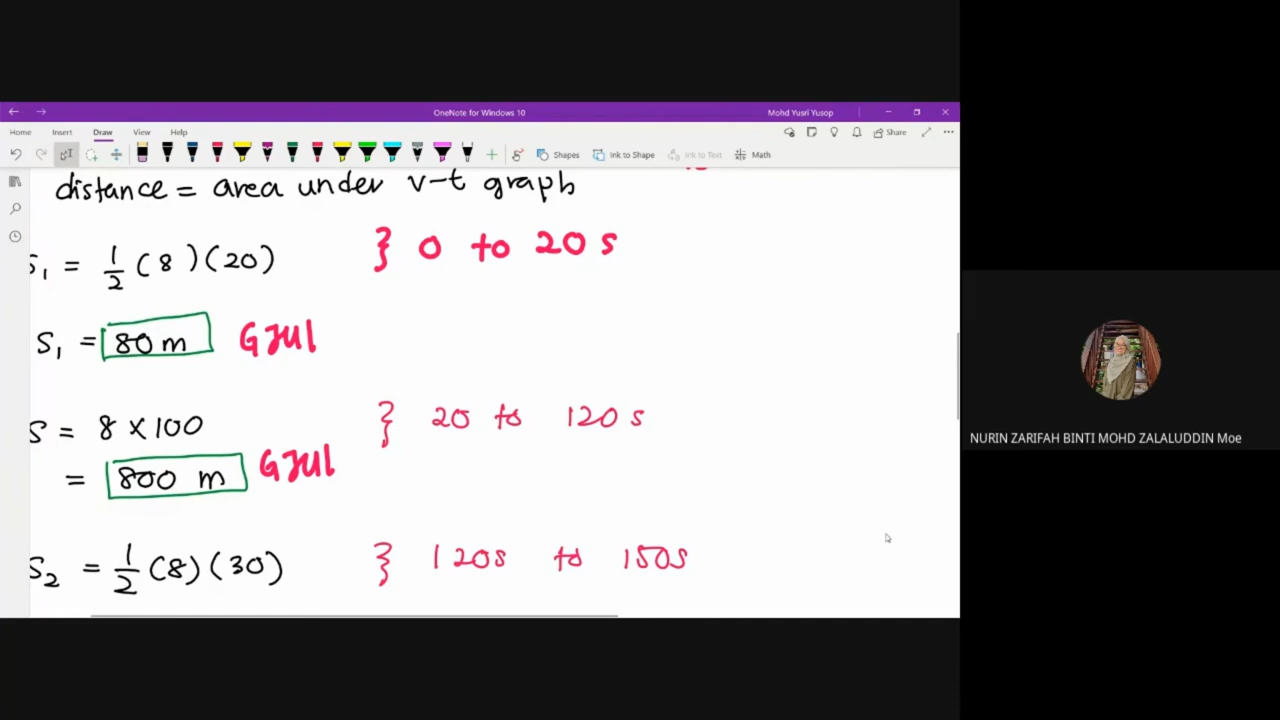 OneNote for Windows 10
Mohd Yusri Yusop
Home Insert Draw View Help
Share
Shapes Ink to Shape Ink to Text Math
distance = area under v-t graph
S₁ = 1/2 (8)(20) } 0 to 20 s
S₁ = 80 m GJUL
S = 8 × 100 } 20 to 120 s
= 800 m GJUL
S₂ = 1/2 (8)(30) } 120s to 150s
NURIN ZARIFAH BINTI MOHD ZALALUDDIN Moe